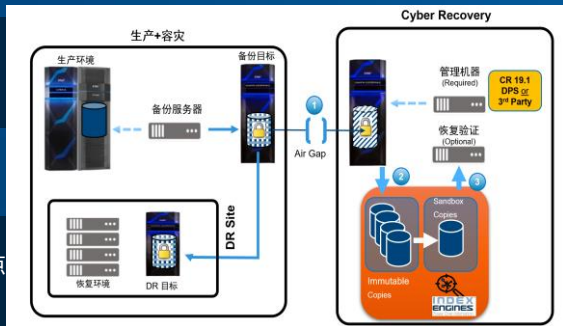 生产+容灾
生产环境
备份目标
备份服务器
1
Air Gap
DR Site
恢复环境
DR 目标
Cyber Recovery
管理机器
(Required)
CR 19.1
DPS or
3rd Party
恢复验证
(Optional)
2
3
Sandbox
Copies
Immutable
Copies
INDEX
ENGINES